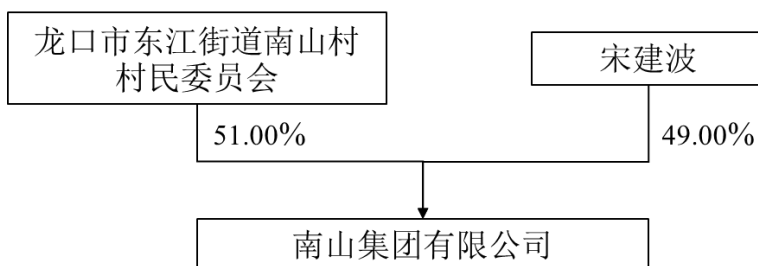 龙口市东江街道南山村
村民委员会
宋建波
51.00%
49.00%
南山集团有限公司